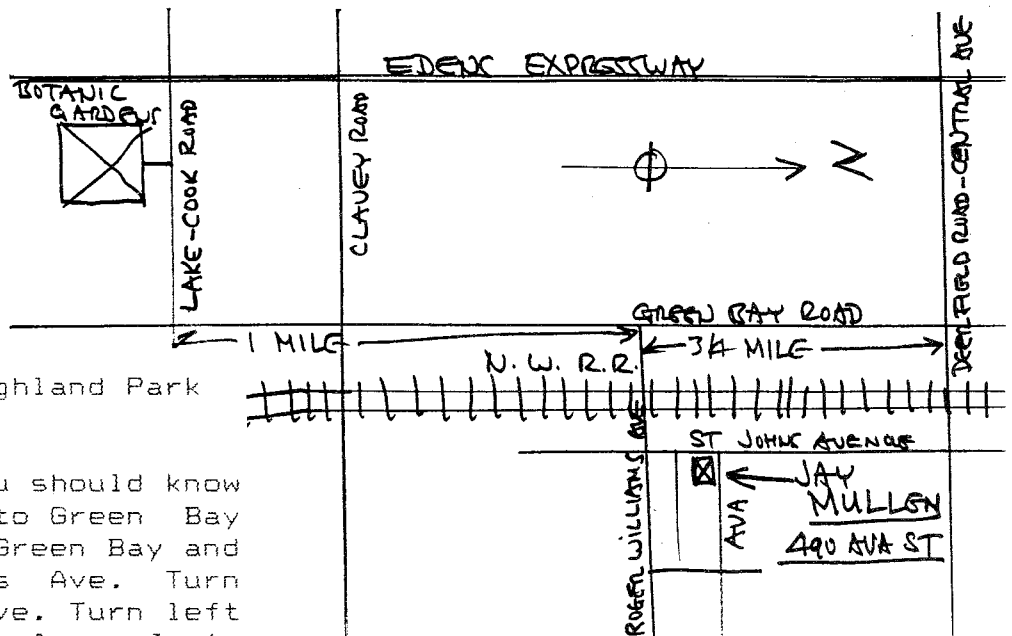 EDENS EXPRESSWAY
DEERFIELD ROAD-CENTRAL AVE
BOTANIC
GARDENS
LAKE-COOK ROAD
CLAVEY ROAD
N
GREEN BAY ROAD
1 MILE
3/4 MILE
N.W. R.R.
ghland Park
ROGER WILLIAMS AVE
ST JOHNS AVENUE
u should know
JAY
to Green Bay
MULLEN
Green Bay and
AVA
490 AVA ST
s Ave. Turn
ve. Turn left